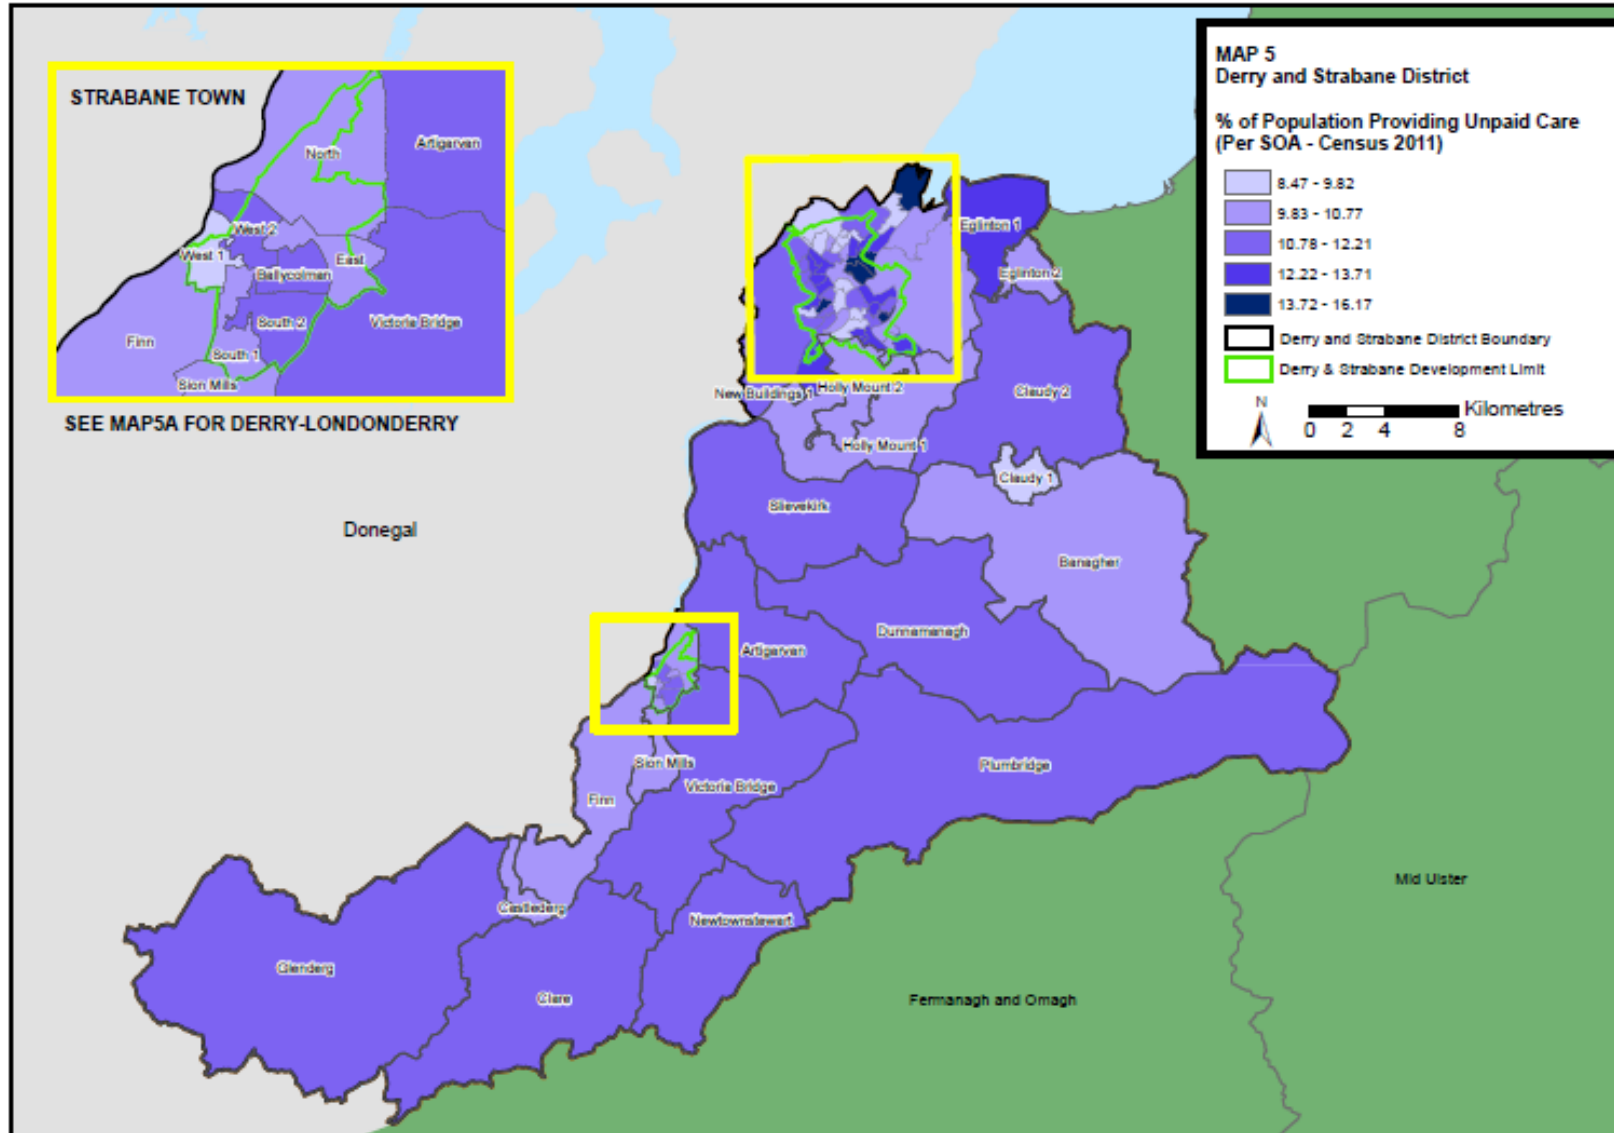 STRABANE TOWN
Artigarvan
North
West 2
West 1
East
Ballycolman
South 2
Victoria Bridge
Finn
South 1
Sion Mills
SEE MAP5A FOR DERRY-LONDONDERRY
MAP 5
Derry and Strabane District
% of Population Providing Unpaid Care
(Per SOA - Census 2011)
8.47 - 9.82
9.83 - 10.77
10.78 - 12.21
12.22 - 13.71
13.72 - 16.17
Derry and Strabane District Boundary
Derry & Strabane Development Limit
N
Kilometres
0 2 4 8
Eglinton 1
Eglinton 2
New Buildings 1
Holly Mount 2
Claudy 2
Holly Mount 1
Claudy 1
Slievekirk
Donegal
Banagher
Dunnamanagh
Artigarvan
Sion Mills
Plumbridge
Victoria Bridge
Finn
Mid Ulster
Castlederg
Newtownstewart
Glenderg
Clare
Fermanagh and Omagh